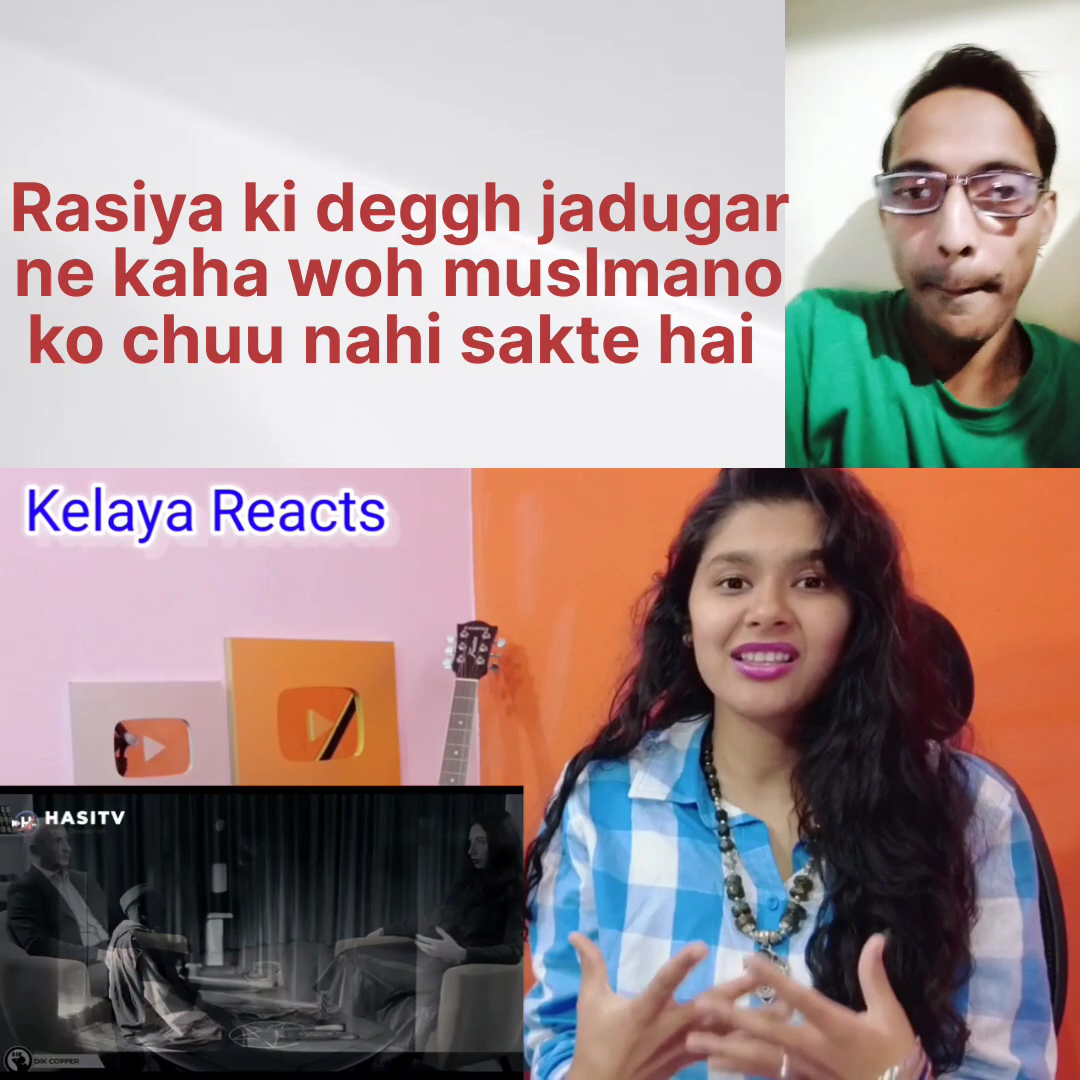 Rasiya ki deggh jadugar
ne kaha woh muslmano
ko chuu nahi sakte hai
Kelaya Reacts
HASITV
DIK COPPER